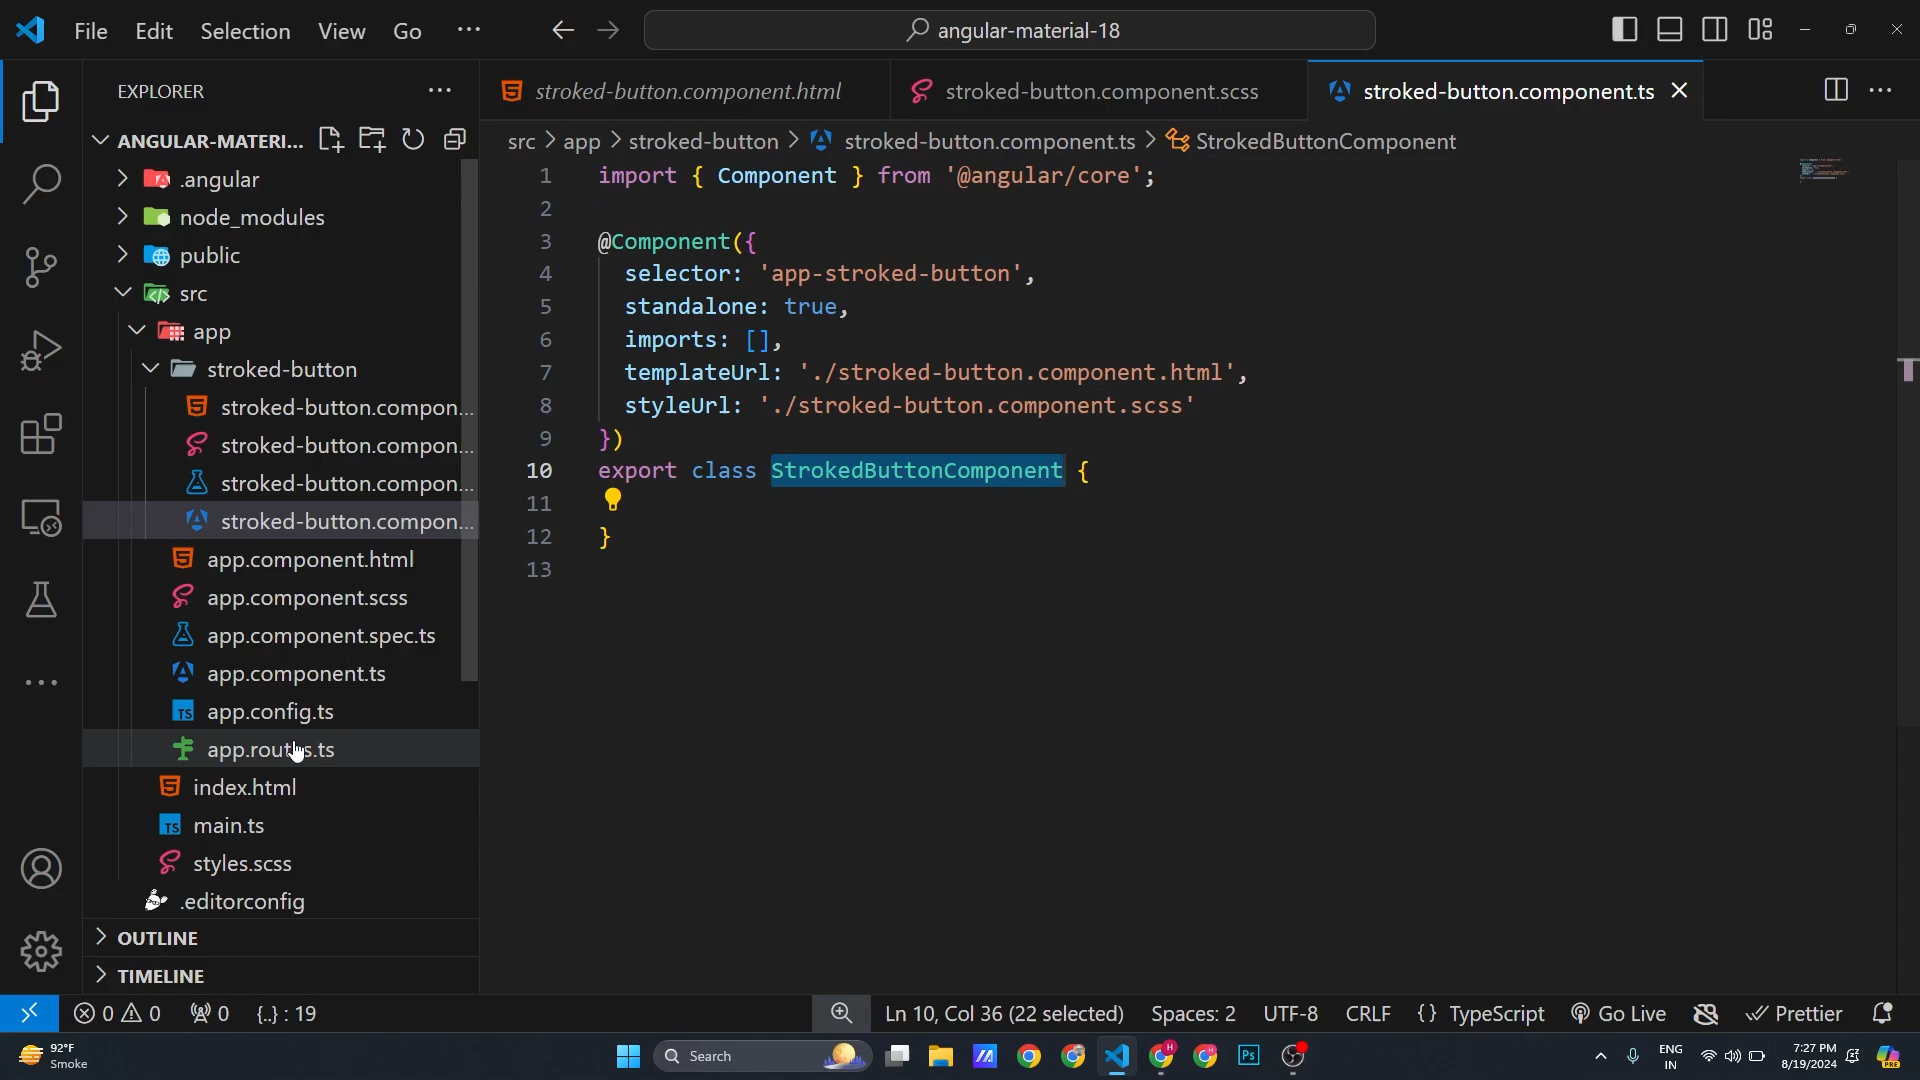 File Edit Selection View Go ...
angular-material-18
EXPLORER
ANGULAR-MATERI...
.angular
node_modules
public
src
app
stroked-button
stroked-button.compon...
stroked-button.compon...
stroked-button.compon...
stroked-button.compon...
app.component.html
app.component.scss
app.component.spec.ts
app.component.ts
app.config.ts
index.html
main.ts
styles.scss
.editorconfig
OUTLINE
TIMELINE
stroked-button.component.html stroked-button.component.scss stroked-button.component.ts
src > app > stroked-button > stroked-button.component.ts > StrokedButtonComponent
1 import { Component } from '@angular/core';
2
3 @Component({
4 selector: 'app-stroked-button',
5 standalone: true,
6 imports: [],
7 templateUrl: './stroked-button.component.html',
8 styleUrl: './stroked-button.component.scss'
9 })
10 export class StrokedButtonComponent {
11
12 }
13
0 0 0 {..} : 19 Ln 10, Col 36 (22 selected) Spaces: 2 UTF-8 CRLF {} TypeScript Go Live Prettier
92°F
Smoke
Search
Ps
ENG
IN
7:27 PM
8/19/2024